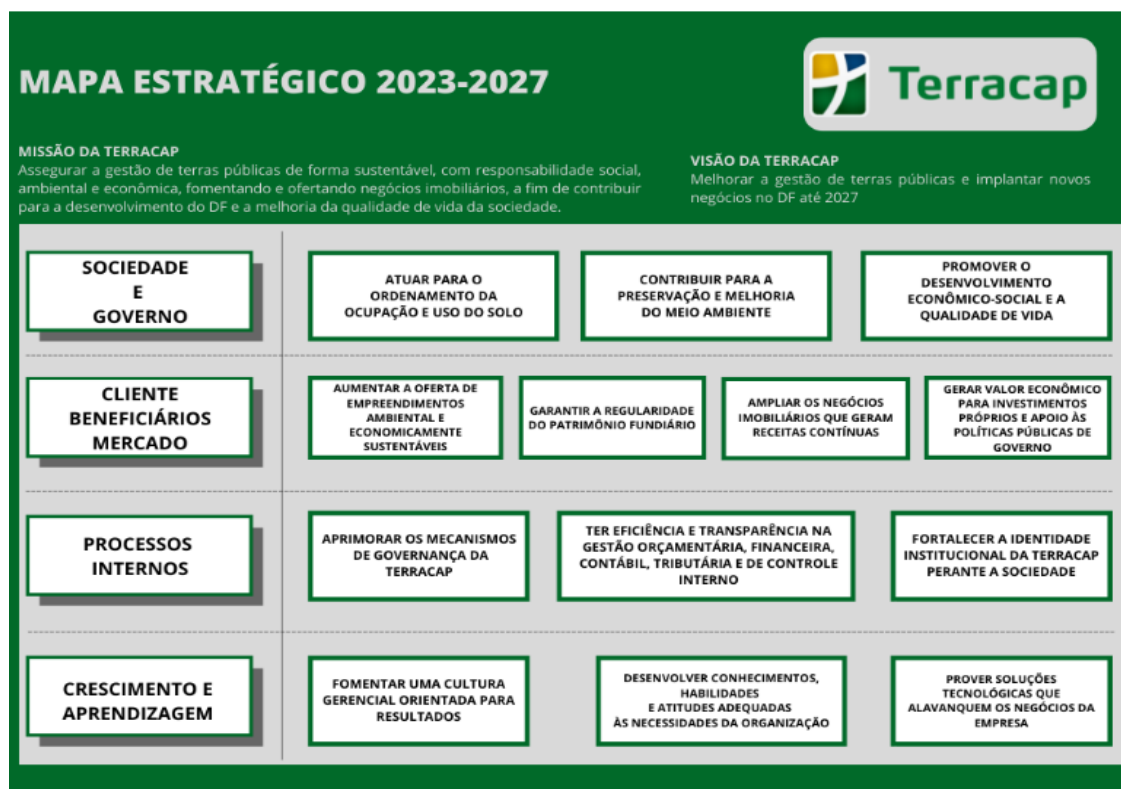 MAPA ESTRATÉGICO 2023-2027
Terracap
MISSÃO DA TERRACAP
Assegurar a gestão de terras públicas de forma sustentável, com responsabilidade social,
ambiental e econômica, fomentando e ofertando negócios imobiliários, a fim de contribuir
para a desenvolvimento do DF e a melhoria da qualidade de vida da sociedade.
VISÃO DA TERRACAP
Melhorar a gestão de terras públicas e implantar novos
negócios no DF até 2027
SOCIEDADE
E
GOVERNO
ATUAR PARA O
ORDENAMENTO DA
OCUPAÇÃO E USO DO SOLO
CONTRIBUIR PARA A
PRESERVAÇÃO E MELHORIA
DO MEIO AMBIENTE
PROMOVER O
DESENVOLVIMENTO
ECONÔMICO-SOCIAL E A
QUALIDADE DE VIDA
CLIENTE
BENEFICIÁRIOS
MERCADO
AUMENTAR A OFERTA DE
EMPREENDIMENTOS
AMBIENTAL E
ECONOMICAMENTE
SUSTENTÁVEIS
GARANTIR A REGULARIDADE
DO PATRIMÔNIO FUNDIÁRIO
AMPLIAR OS NEGÓCIOS
IMOBILIÁRIOS QUE GERAM
RECEITAS CONTÍNUAS
GERAR VALOR ECONÔMICO
PARA INVESTIMENTOS
PRÓPRIOS E APOIO ÀS
POLÍTICAS PÚBLICAS DE
GOVERNO
PROCESSOS
INTERNOS
APRIMORAR OS MECANISMOS
DE GOVERNANÇA DA
TERRACAP
TER EFICIÊNCIA E TRANSPARÊNCIA NA
GESTÃO ORÇAMENTÁRIA, FINANCEIRA,
CONTÁBIL, TRIBUTÁRIA E DE CONTROLE
INTERNO
FORTALECER A IDENTIDADE
INSTITUCIONAL DA TERRACAP
PERANTE A SOCIEDADE
CRESCIMENTO E
APRENDIZAGEM
FOMENTAR UMA CULTURA
GERENCIAL ORIENTADA PARA
RESULTADOS
DESENVOLVER CONHECIMENTOS,
HABILIDADES
E ATITUDES ADEQUADAS
ÀS NECESSIDADES DA ORGANIZAÇÃO
PROVER SOLUÇÕES
TECNOLÓGICAS QUE
ALAVANQUEM OS NEGÓCIOS DA
EMPRESA